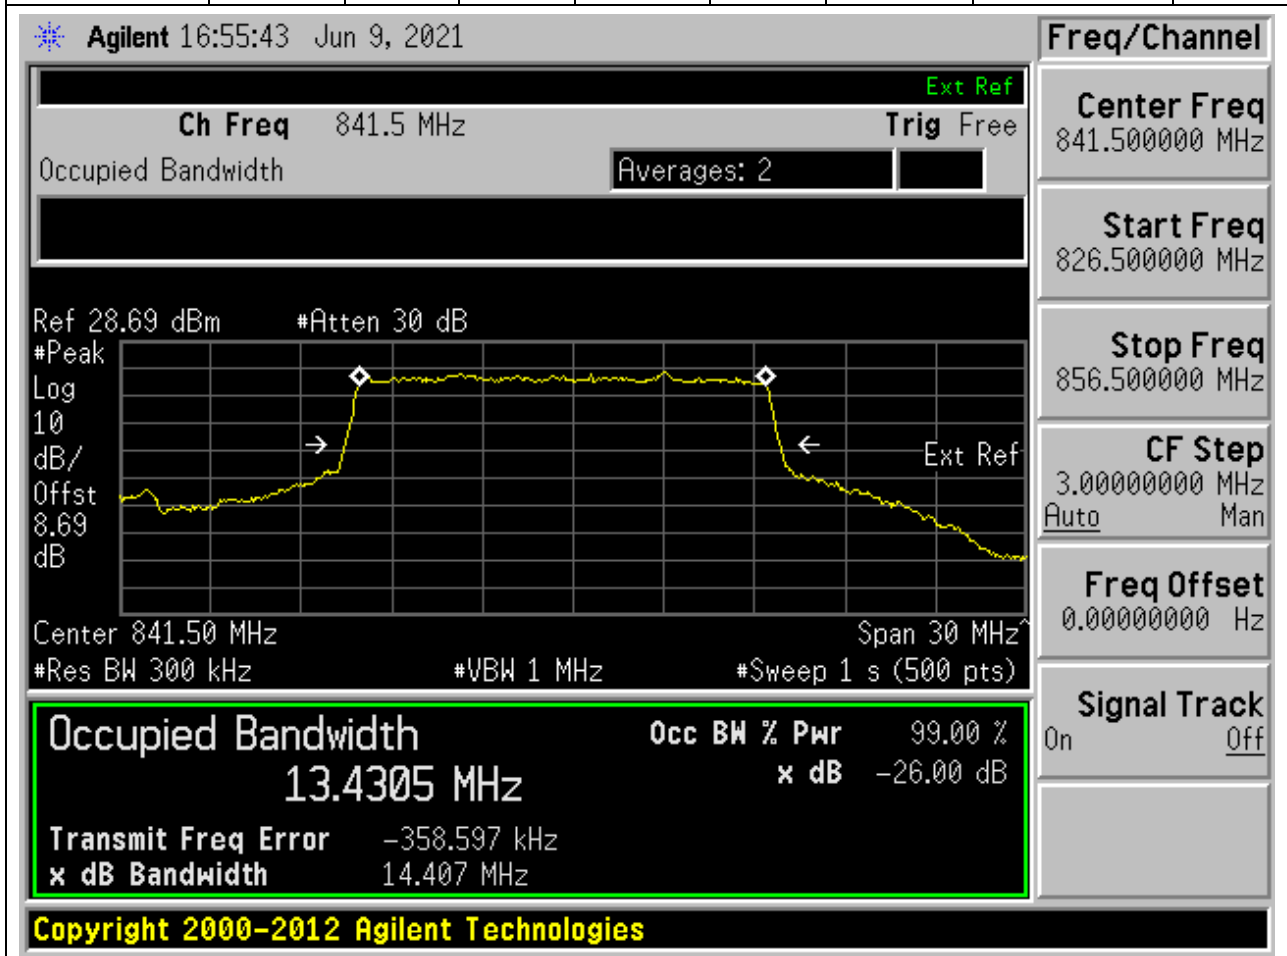 Agilent 16:55:43 Jun 9, 2021
Freq/Channel
Ext Ref
Ch Freq 841.5 MHz Trig Free
Occupied Bandwidth Averages: 2
Ref 28.69 dBm #Atten 30 dB
#Peak
Log
10
dB/
Offst
8.69
dB
Ext Ref
Center 841.50 MHz Span 30 MHz^
#Res BW 300 kHz #VBW 1 MHz #Sweep 1 s (500 pts)
Occupied Bandwidth Occ BW % Pwr 99.00 %
13.4305 MHz x dB -26.00 dB
Transmit Freq Error -358.597 kHz
x dB Bandwidth 14.407 MHz
Copyright 2000-2012 Agilent Technologies
Center Freq
841.500000 MHz
Start Freq
826.500000 MHz
Stop Freq
856.500000 MHz
CF Step
3.00000000 MHz
Auto Man
Freq Offset
0.00000000 Hz
Signal Track
On Off